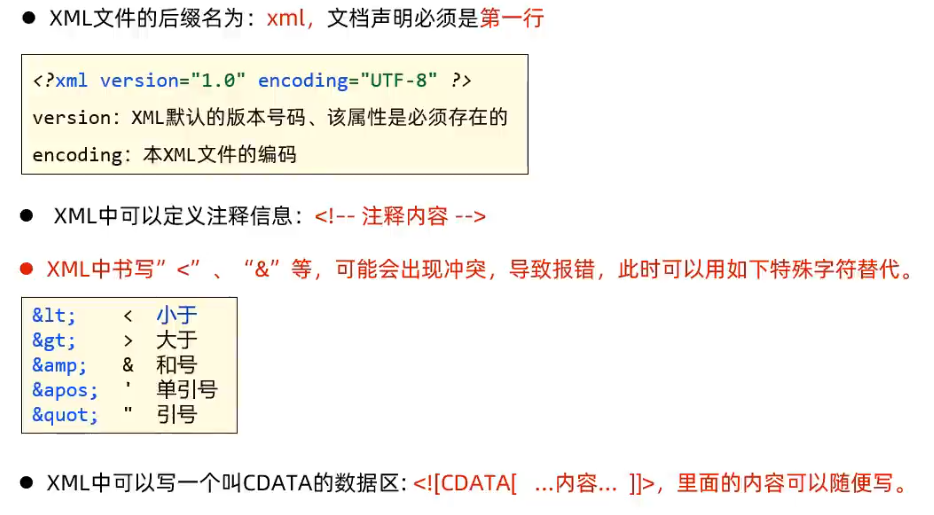 ● XML文件的后缀名为：xml，文档声明必须是第一行
<?xml version="1.0" encoding="UTF-8" ?>
version：XML默认的版本号码、该属性是必须存在的
encoding：本XML文件的编码
● XML中可以定义注释信息：<!-- 注释内容 -->
● XML中书写”<”、“&”等，可能会出现冲突，导致报错，此时可以用如下特殊字符替代。
&lt; < 小于
&gt; > 大于
&amp; & 和号
&apos; ' 单引号
&quot; " 引号
● XML中可以写一个叫CDATA的数据区: <![CDATA[ ...内容... ]]>，里面的内容可以随便写。